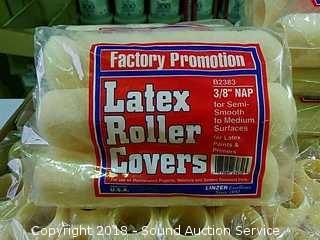 Factory Promotion
B2383
3/8" NAP
for Semi-
Smooth
to Medium
Surfaces
for Latex
Paints &
Primers
Latex
Roller
Covers
U.S.A.
LINZER
Copyright 2018 - Sound Auction Service